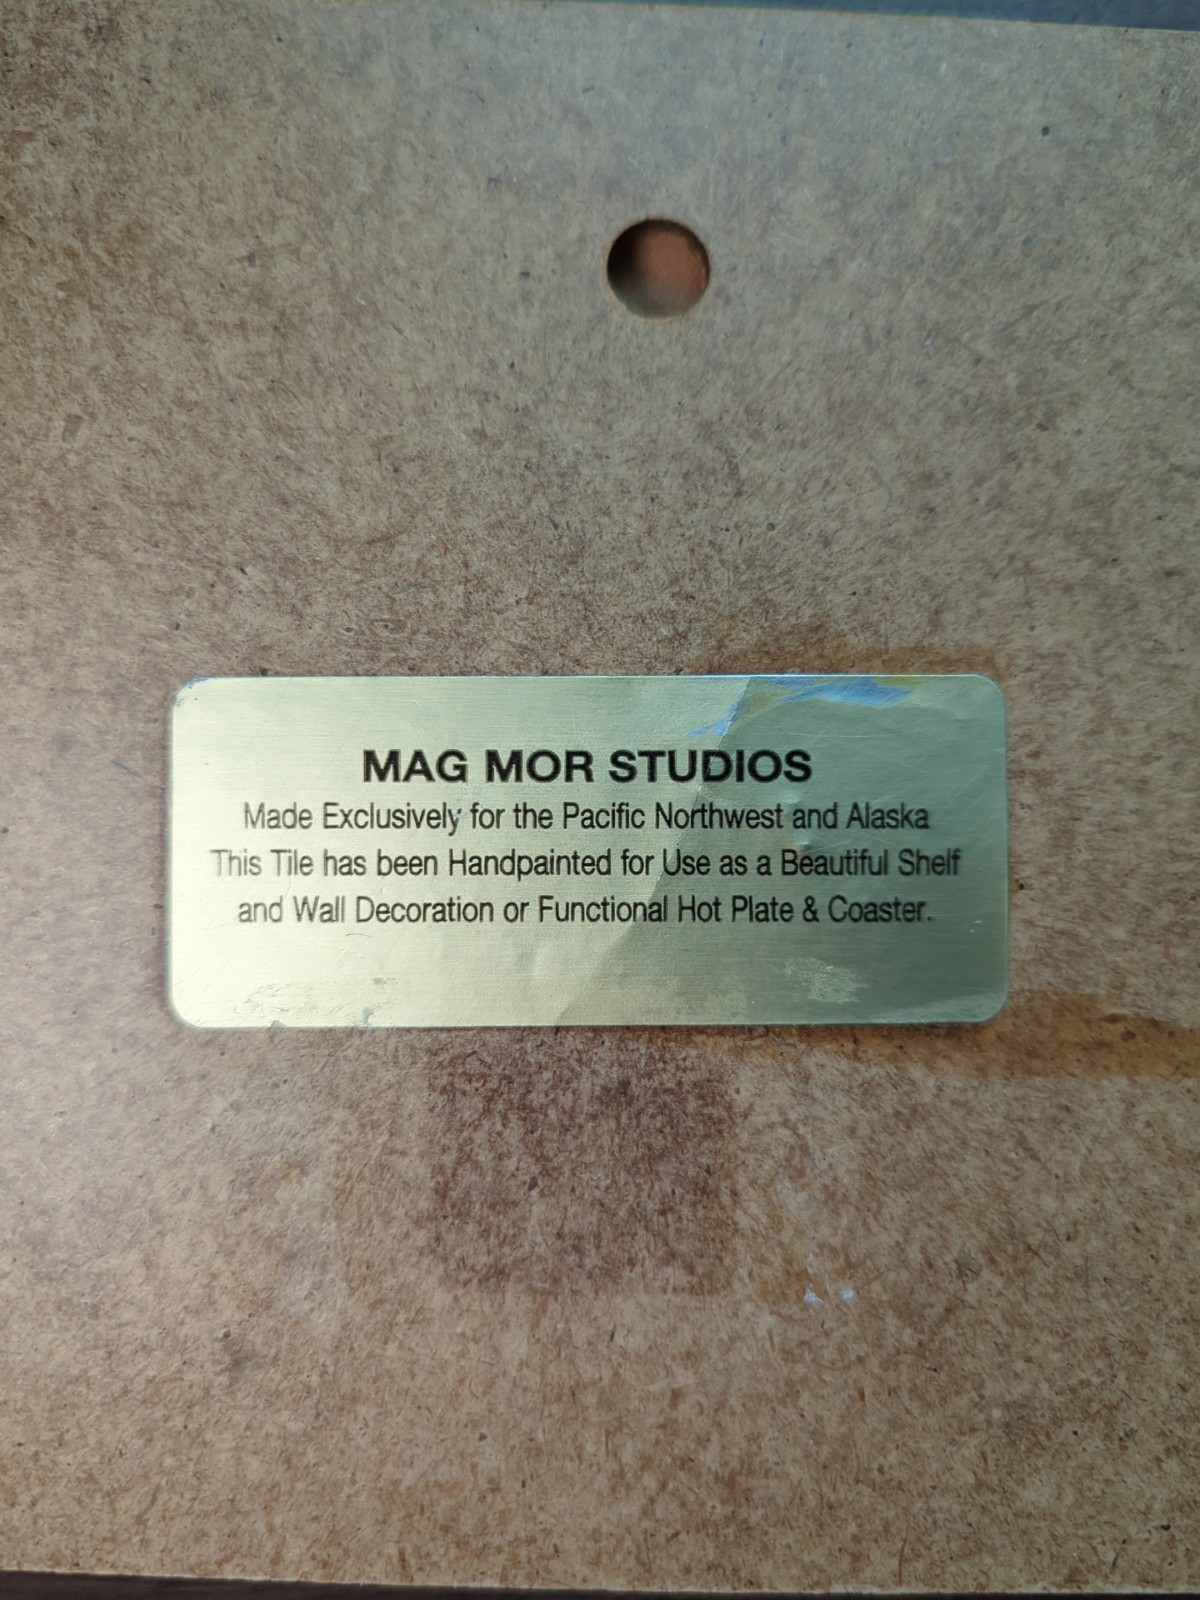 MAG MOR STUDIOS
Made Exclusively for the Pacific Northwest and Alaska
This Tile has been Handpainted for Use as a Beautiful Shelf
and Wall Decoration or Functional Hot Plate & Coaster.